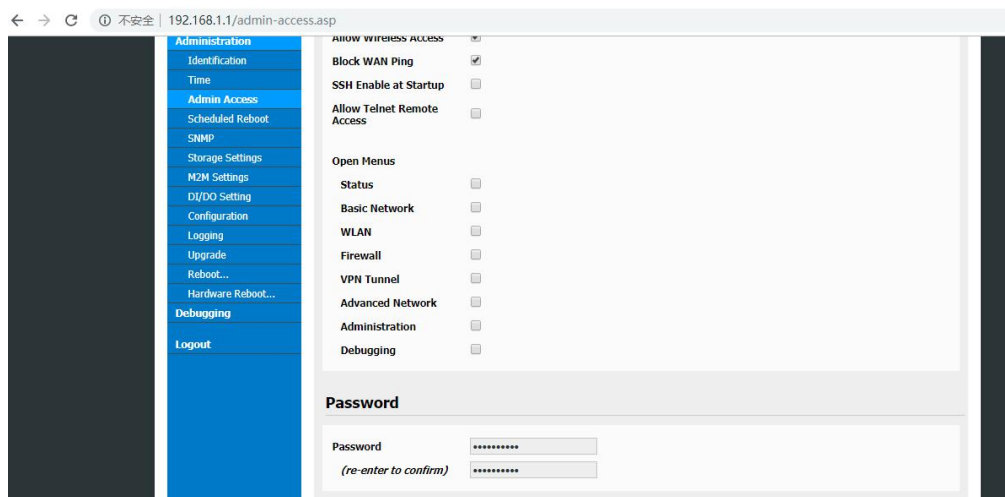 不安全 | 192.168.1.1/admin-access.asp
Administration
Identification
Time
Admin Access
Scheduled Reboot
SNMP
Storage Settings
M2M Settings
DI/DO Setting
Configuration
Logging
Upgrade
Reboot...
Hardware Reboot...
Debugging
Logout
Allow Wireless Access
Block WAN Ping
SSH Enable at Startup
Allow Telnet Remote
Access
Open Menus
Status
Basic Network
WLAN
Firewall
VPN Tunnel
Advanced Network
Administration
Debugging
Password
Password
••••••••••
(re-enter to confirm)
••••••••••